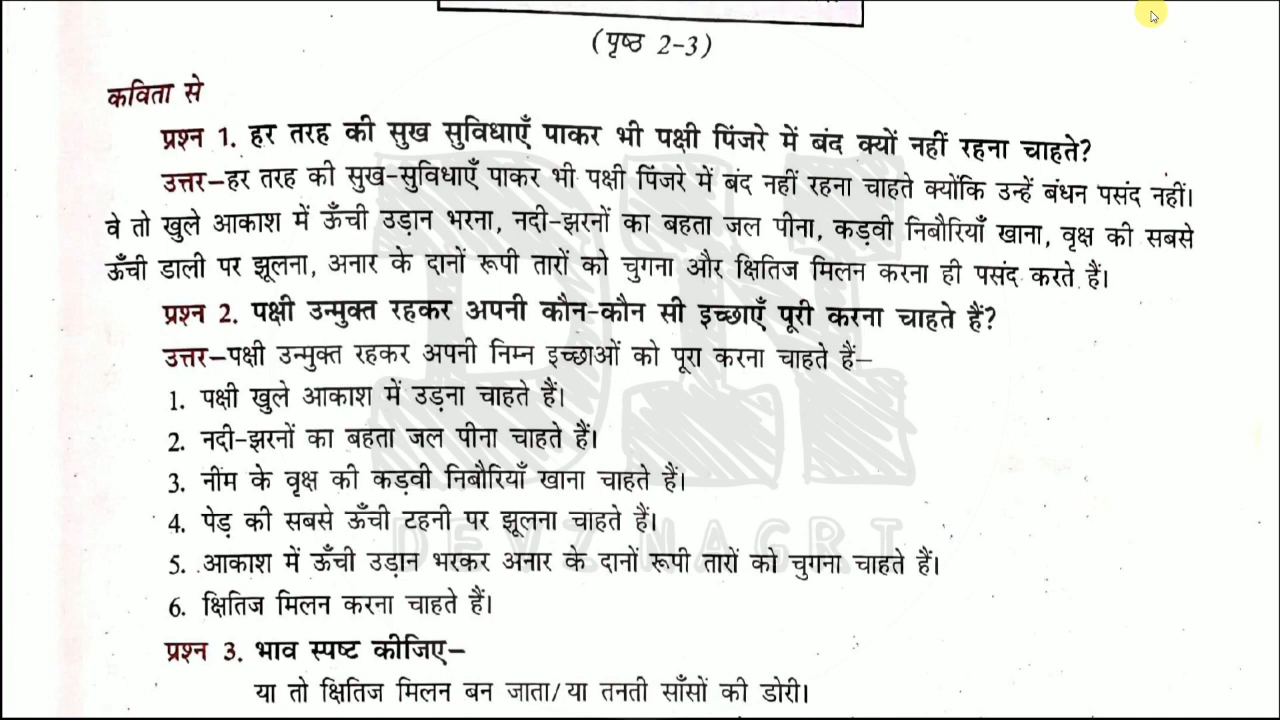 (पृष्ठ 2-3)
कविता से
प्रश्न 1. हर तरह की सुख सुविधाएँ पाकर भी पक्षी पिंजरे में बंद क्यों नहीं रहना चाहते?
उत्तर–हर तरह की सुख-सुविधाएँ पाकर भी पक्षी पिंजरे में बंद नहीं रहना चाहते क्योंकि उन्हें बंधन पसंद नहीं।
वे तो खुले आकाश में ऊँची उड़ान भरना, नदी-झरनों का बहता जल पीना, कड़वी निबौरियाँ खाना, वृक्ष की सबसे
ऊँची डाली पर झूलना, अनार के दानों रूपी तारों को चुगना और क्षितिज मिलन करना ही पसंद करते हैं।
प्रश्न 2. पक्षी उन्मुक्त रहकर अपनी कौन-कौन सी इच्छाएँ पूरी करना चाहते हैं?
उत्तर–पक्षी उन्मुक्त रहकर अपनी निम्न इच्छाओं को पूरा करना चाहते हैं–
1. पक्षी खुले आकाश में उड़ना चाहते हैं।
2. नदी-झरनों का बहता जल पीना चाहते हैं।
3. नीम के वृक्ष की कड़वी निबौरियाँ खाना चाहते हैं।
4. पेड़ की सबसे ऊँची टहनी पर झूलना चाहते हैं।
DEVINAGRI
5. आकाश में ऊँची उड़ान भरकर अनार के दानों रूपी तारों को चुगना चाहते हैं।
6. क्षितिज मिलन करना चाहते हैं।
प्रश्न 3. भाव स्पष्ट कीजिए–
या तो क्षितिज मिलन बन जाता/या तनती साँसों की डोरी।